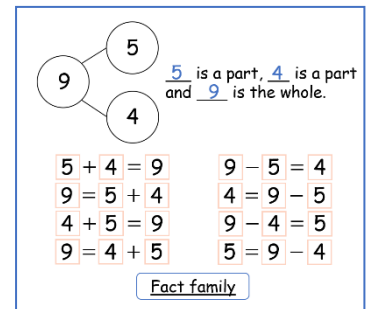 5
9
4
5 is a part, 4 is a part
and 9 is the whole.
5 + 4 = 9
9 = 5 + 4
4 + 5 = 9
9 = 4 + 5
9 − 5 = 4
4 = 9 − 5
9 − 4 = 5
5 = 9 − 4
Fact family